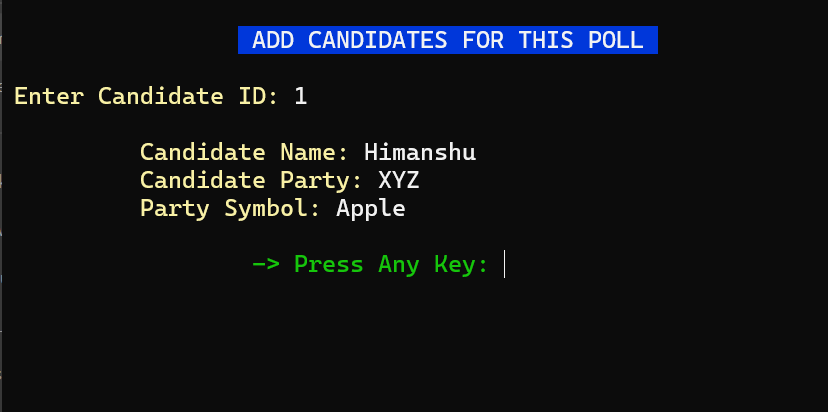 ADD CANDIDATES FOR THIS POLL
Enter Candidate ID: 1
Candidate Name: Himanshu
Candidate Party: XYZ
Party Symbol: Apple
-> Press Any Key: